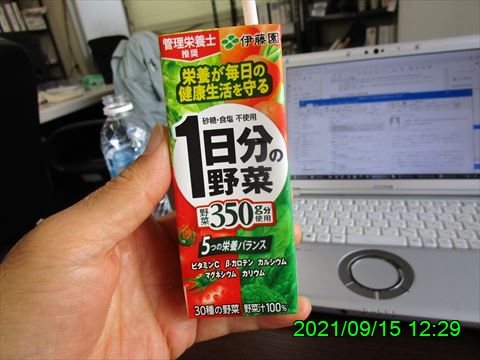 管理栄養士
推奨
伊藤園
栄養が毎日の
健康生活を守る
砂糖・食塩 不使用
1日分の
野菜
野菜350g分使用
5つの栄養バランス
ビタミンC β-カロテン カルシウム
マグネシウム カリウム
30種の野菜 野菜汁100%
2021/09/15 12:29